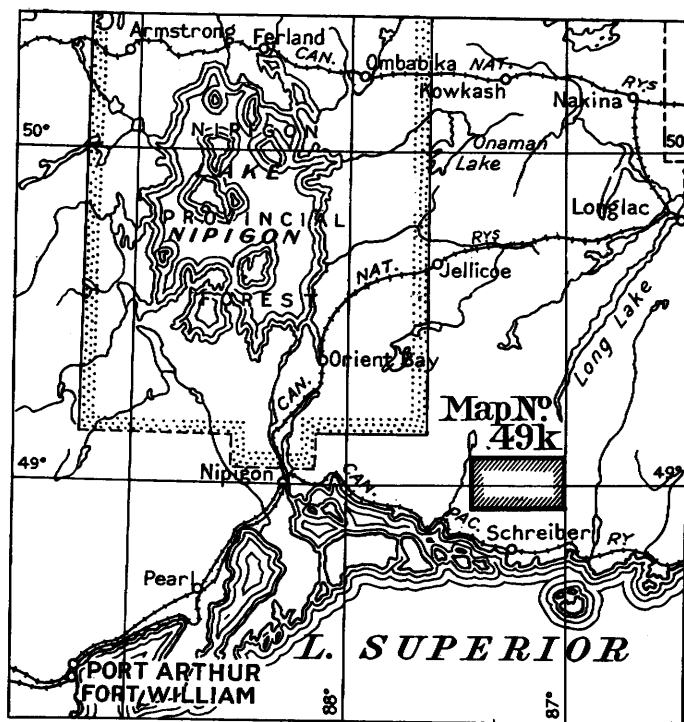 Armstrong
Ferland
CAN.
Ombabika
NAT.
Kowkash
RYS
Nakina
50°
NIPIGON
Onaman
Lake
50
LAKE
Longlac
PROVINCIAL
NIPIGON
RYS
NAT.
Jellicoe
FOREST
Long Lake
Orient Bay
CAN.
Map No.
49k
49°
Nipigon
CAN.
49°
PAC.
Schreiber
RY
Pearl
L. SUPERIOR
PORT ARTHUR
FORT WILLIAM
88°
87°